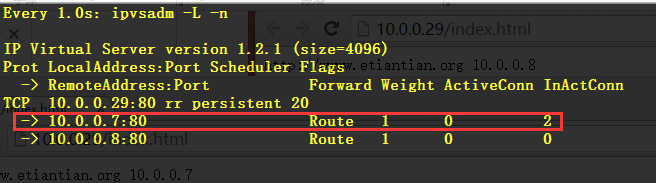 Every 1.0s: ipvsadm -L -n
10.0.0.29/index.html
IP Virtual Server version 1.2.1 (size=4096)
Prot LocalAddress:Port Scheduler Flags
http://www.etiantian.org 10.0.0.8
-> RemoteAddress:Port Forward Weight ActiveConn InActConn
TCP 10.0.0.29:80 rr persistent 20
-> 10.0.0.7:80 Route 1 0 2
-> 10.0.0.8:80 Route 1 0 0
etiantian.org 10.0.0.7